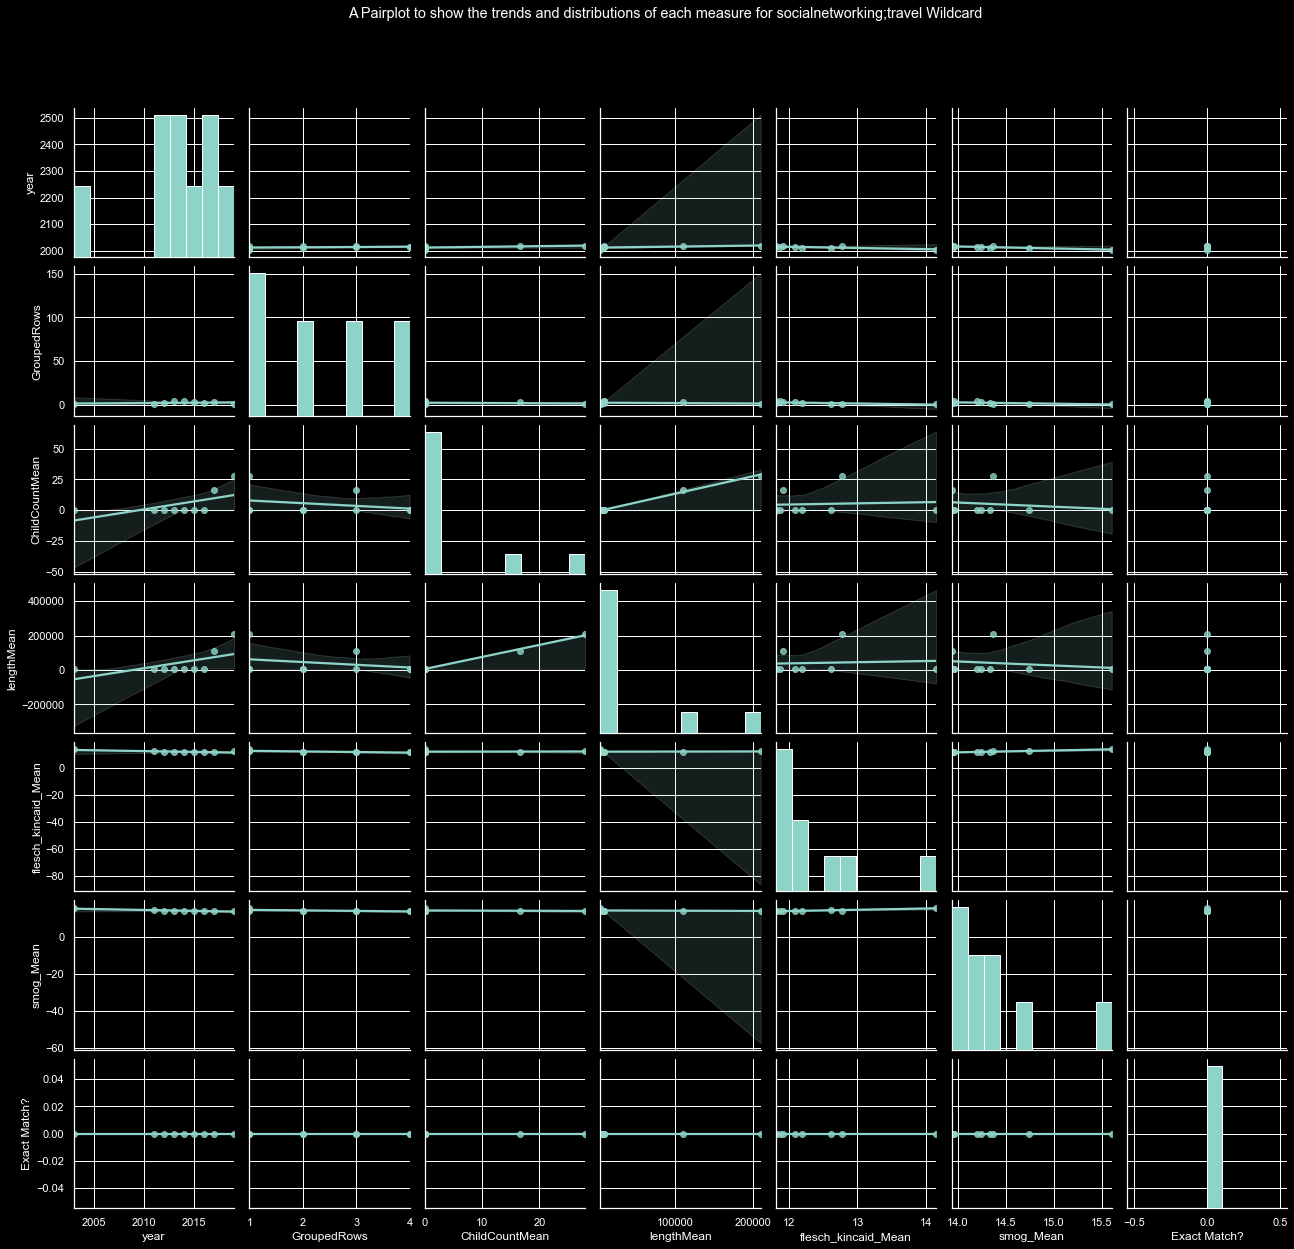 A Pairplot to show the trends and distributions of each measure for socialnetworking;travel Wildcard
2500
2400
2300
2200
2100
2000
year
150
100
50
0
GroupedRows
50
25
0
−25
−50
ChildCountMean
400000
200000
0
−200000
lengthMean
0
−20
−40
−60
−80
flesch_kincaid_Mean
0
−20
−40
−60
smog_Mean
0.04
0.02
0.00
−0.02
−0.04
Exact Match?
2005 2010 2015
year
1 2 3 4
GroupedRows
0 10 20
ChildCountMean
100000 200000
lengthMean
12 13 14
flesch_kincaid_Mean
14.0 14.5 15.0 15.5
smog_Mean
−0.5 0.0 0.5
Exact Match?